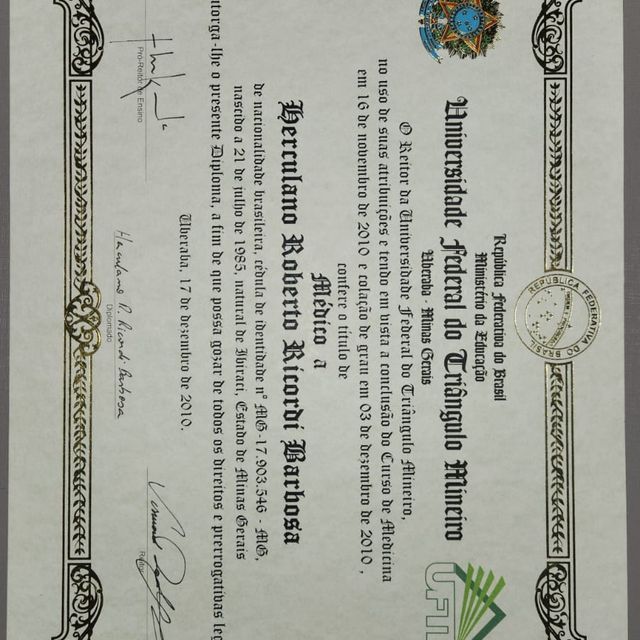 República Federativa do Brasil
Ministério da Educação
Universidade Federal do Triângulo Mineiro
Uberaba - Minas Gerais
O Reitor da Universidade Federal do Triângulo Mineiro,
no uso de suas atribuições e tendo em vista a conclusão do Curso de Medicina
em 16 de novembro de 2010 e colação de grau em 03 de dezembro de 2010,
confere o título de
Médico a
Herculano Roberto Ricordi Barbosa
de nacionalidade brasileira, cédula de identidade nº MG-17.903.546 - MG,
nascido a 21 de julho de 1985, natural de Ibiraci, Estado de Minas Gerais
outorga-lhe o presente Diploma, a fim de que possa gozar de todos os direitos e prerrogativas leg
Uberaba, 17 de dezembro de 2010.
Pró-Reitor de Ensino
Herculano R. Ricordi Barbosa
Diplomado
Reitor
REPÚBLICA FEDERATIVA DO BRASIL
UFT